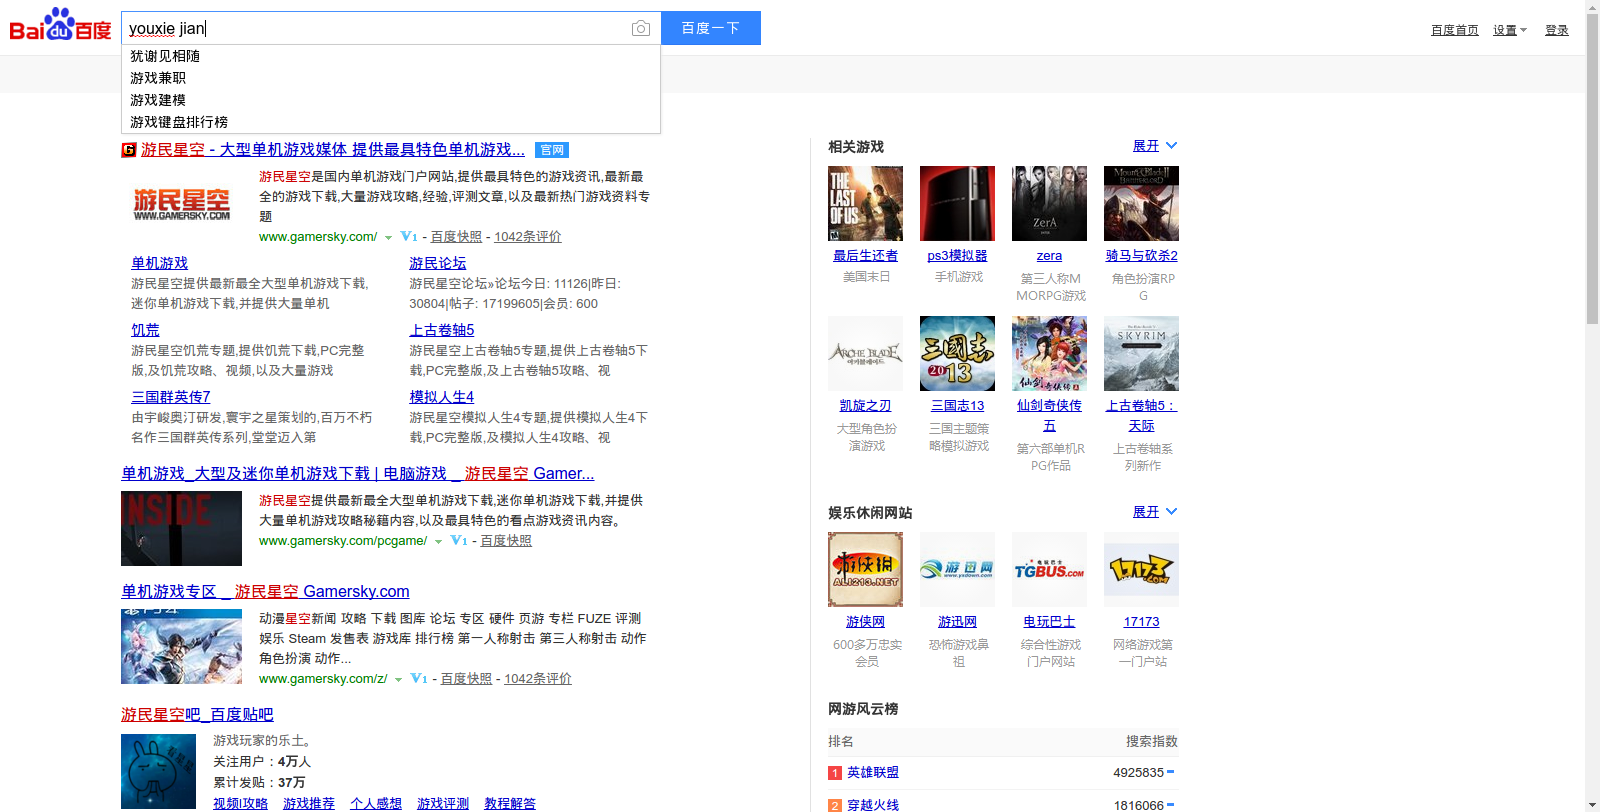 Bai du 百度
youxie jian
百度一下
百度首页 设置 登录
犹谢见相随
游戏兼职
游戏建模
游戏键盘排行榜
游民星空 - 大型单机游戏媒体 提供最具特色单机游戏... 官网
游民星空
WWW.GAMERSKY.COM
游民星空是国内单机游戏门户网站,提供最具特色的游戏资讯,最新最
全的游戏下载,大量游戏攻略,经验,评测文章,以及最新热门游戏资料专
题
www.gamersky.com/ V1 - 百度快照 - 1042条评价
单机游戏
游民星空提供最新最全大型单机游戏下载,
迷你单机游戏下载,并提供大量单机
游民论坛
游民星空论坛»论坛今日: 11126|昨日:
30804|帖子: 17199605|会员: 600
饥荒
游民星空饥荒专题,提供饥荒下载,PC完整
版,及饥荒攻略、视频,以及大量游戏
上古卷轴5
游民星空上古卷轴5专题,提供上古卷轴5下
载,PC完整版,及上古卷轴5攻略、视
三国群英传7
由宇峻奥汀研发,寰宇之星策划的,百万不朽
名作三国群英传系列,堂堂迈入第
模拟人生4
游民星空模拟人生4专题,提供模拟人生4下
载,PC完整版,及模拟人生4攻略、视
单机游戏_大型及迷你单机游戏下载 | 电脑游戏 _ 游民星空 Gamer...
INSIDE
游民星空提供最新最全大型单机游戏下载,迷你单机游戏下载,并提供
大量单机游戏攻略秘籍内容,以及最具特色的看点游戏资讯内容。
www.gamersky.com/pcgame/ V1 - 百度快照
单机游戏专区 _ 游民星空 Gamersky.com
动漫星空新闻 攻略 下载 图库 论坛 专区 硬件 页游 专栏 FUZE 评测
娱乐 Steam 发售表 游戏库 排行榜 第一人称射击 第三人称射击 动作
角色扮演 动作...
www.gamersky.com/z/ V1 - 百度快照 - 1042条评价
游民星空吧_百度贴吧
游戏玩家的乐土。
关注用户：4万人
累计发贴：37万
视频I攻略 游戏推荐 个人感想 游戏评测 教程解答
相关游戏 展开
THE LAST OF US
ZERA
MOUNT&BLADE II
BANNERLORD
最后生还者 ps3模拟器 zera 骑马与砍杀2
美国末日 手机游戏 第三人称M
MORPG游戏 角色扮演RP
G
ARCHE BLADE
三國志
2013
仙剑奇侠传
SKYRIM
凯旋之刃 三国志13 仙剑奇侠传
五 上古卷轴5：
天际
大型角色扮
演游戏 三国主题策
略模拟游戏 第六部单机R
PG作品 上古卷轴系
列新作
娱乐休闲网站 展开
游侠網
ALI213.NET
游迅网
www.yxdown.com
电玩巴士
TGBUS.COM
17173
.COM
游侠网 游迅网 电玩巴士 17173
600多万忠实
会员 恐怖游戏鼻
祖 综合性游戏
门户网站 网络游戏第
一门户站
网游风云榜
排名 搜索指数
1 英雄联盟 4925835
2 穿越火线 1816066